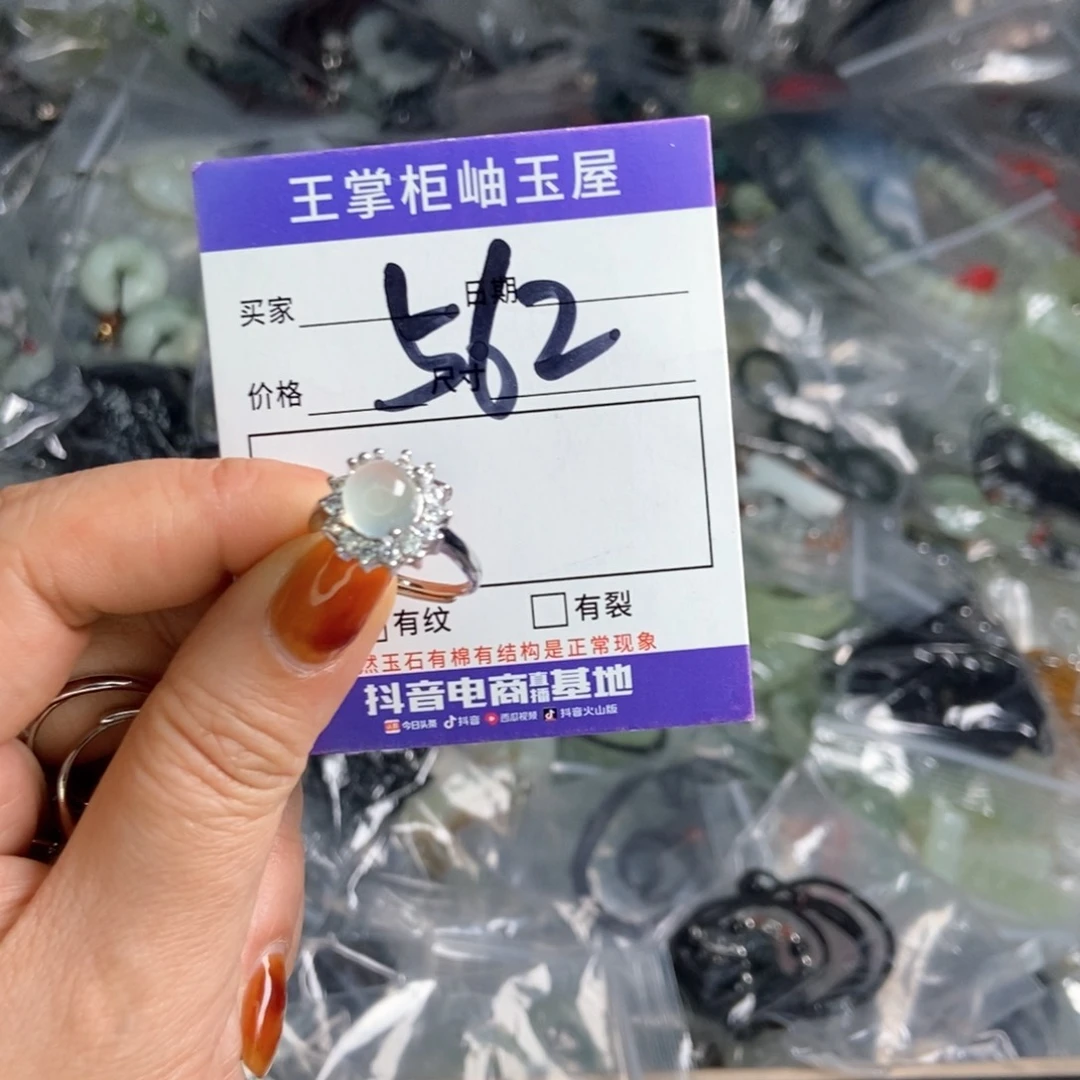 王掌柜岫玉屋
买家 日期
562
价格 尺寸
有纹 有裂
然玉石有棉有结构是正常现象
抖音电商直播基地
今日头条 抖音 西瓜视频 抖音火山版